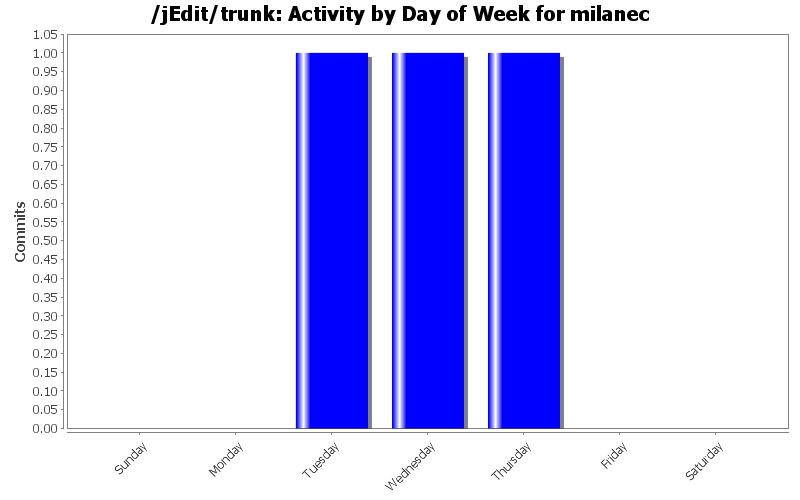 /jEdit/trunk: Activity by Day of Week for milanec
1.05
1.00
0.95
0.90
0.85
0.80
0.75
0.70
0.65
0.60
0.55
0.50
0.45
0.40
0.35
0.30
0.25
0.20
0.15
0.10
0.05
0.00
Commits
Sunday
Monday
Tuesday
Wednesday
Thursday
Friday
Saturday